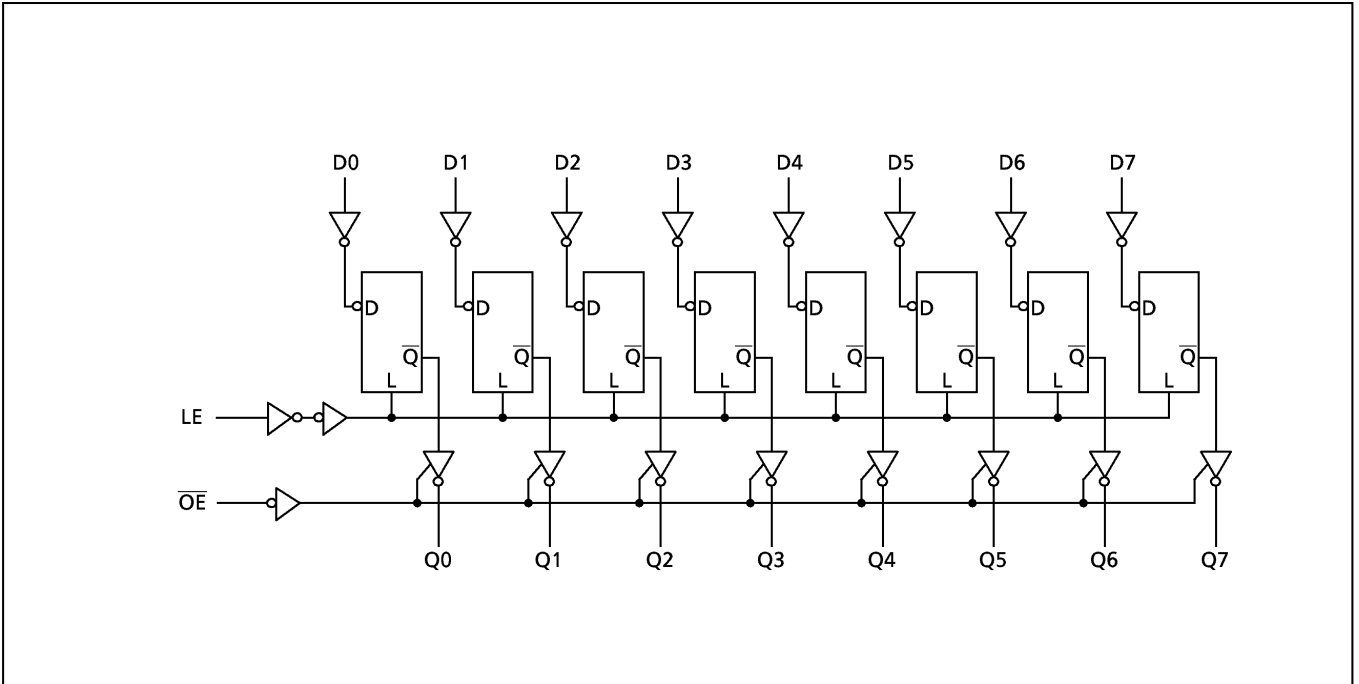 D0 D1 D2 D3 D4 D5 D6 D7
D D D D D D D D
Q̅ Q̅ Q̅ Q̅ Q̅ Q̅ Q̅ Q̅
L L L L L L L L
LE
O̅E̅
Q0 Q1 Q2 Q3 Q4 Q5 Q6 Q7